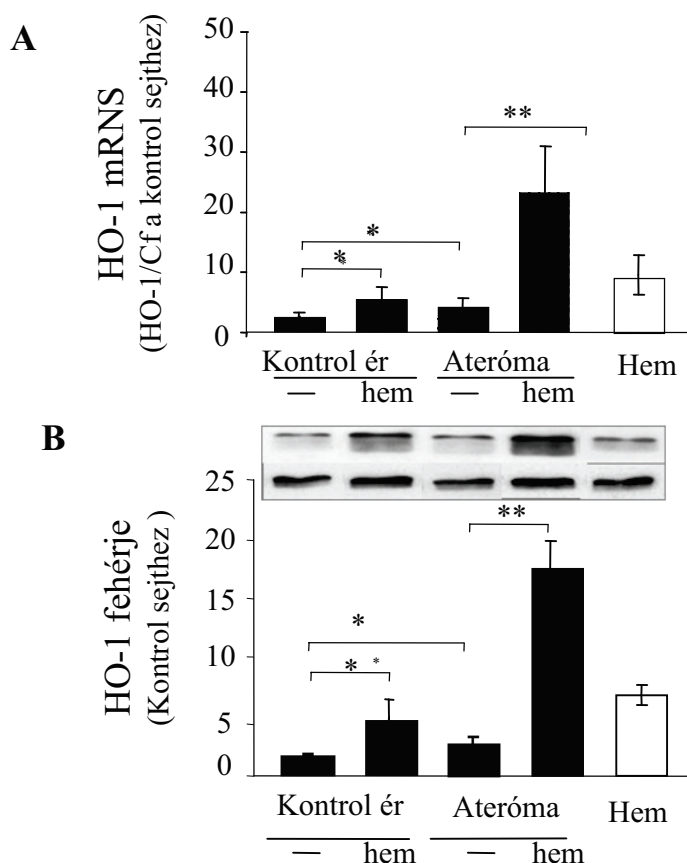 A
HO-1 mRNS
(HO-1/Cf a kontrol sejthez)
50
40
30
20
10
0
*
*
**
Kontrol ér Ateróma Hem
— hem — hem
B
HO-1 fehérje
(Kontrol sejthez )
25
20
15
10
5
0
**
*
* *
Kontrol ér Ateróma Hem
— hem — hem